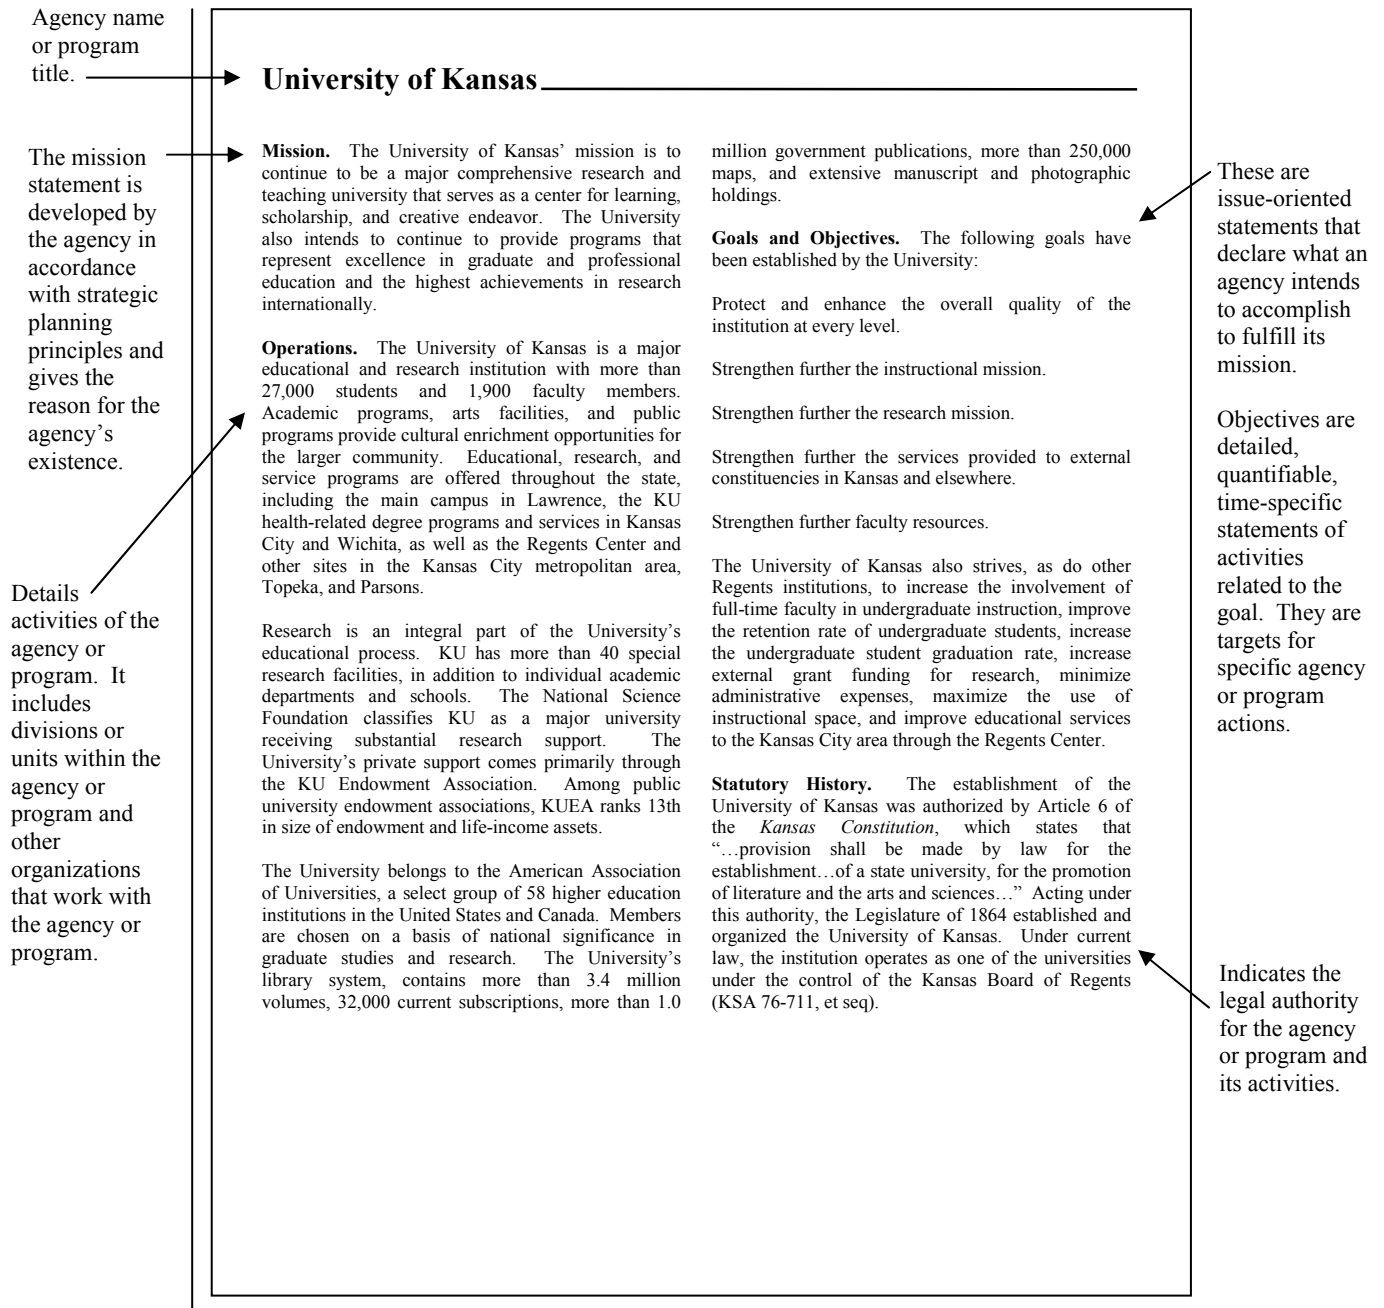 Agency name
or program
title.
University of Kansas
The mission
statement is
developed by
the agency in
accordance
with strategic
planning
principles and
gives the
reason for the
agency's
existence.
Details
activities of the
agency or
program.  It
includes
divisions or
units within the
agency or
program and
other
organizations
that work with
the agency or
program.
Mission.  The University of Kansas' mission is to
continue to be a major comprehensive research and
teaching university that serves as a center for learning,
scholarship, and creative endeavor.  The University
also intends to continue to provide programs that
represent excellence in graduate and professional
education and the highest achievements in research
internationally.
Operations.  The University of Kansas is a major
educational and research institution with more than
27,000 students and 1,900 faculty members.
Academic programs, arts facilities, and public
programs provide cultural enrichment opportunities for
the larger community.  Educational, research, and
service programs are offered throughout the state,
including the main campus in Lawrence, the KU
health-related degree programs and services in Kansas
City and Wichita, as well as the Regents Center and
other sites in the Kansas City metropolitan area,
Topeka, and Parsons.
Research is an integral part of the University's
educational process.  KU has more than 40 special
research facilities, in addition to individual academic
departments and schools.  The National Science
Foundation classifies KU as a major university
receiving substantial research support.  The
University's private support comes primarily through
the KU Endowment Association.  Among public
university endowment associations, KUEA ranks 13th
in size of endowment and life-income assets.
The University belongs to the American Association
of Universities, a select group of 58 higher education
institutions in the United States and Canada.  Members
are chosen on a basis of national significance in
graduate studies and research.  The University's
library system, contains more than 3.4 million
volumes, 32,000 current subscriptions, more than 1.0
million government publications, more than 250,000
maps, and extensive manuscript and photographic
holdings.
Goals and Objectives.  The following goals have
been established by the University:
Protect and enhance the overall quality of the
institution at every level.
Strengthen further the instructional mission.
Strengthen further the research mission.
Strengthen further the services provided to external
constituencies in Kansas and elsewhere.
Strengthen further faculty resources.
The University of Kansas also strives, as do other
Regents institutions, to increase the involvement of
full-time faculty in undergraduate instruction, improve
the retention rate of undergraduate students, increase
the undergraduate student graduation rate, increase
external grant funding for research, minimize
administrative expenses, maximize the use of
instructional space, and improve educational services
to the Kansas City area through the Regents Center.
Statutory History.  The establishment of the
University of Kansas was authorized by Article 6 of
the Kansas Constitution, which states that
"…provision shall be made by law for the
establishment…of a state university, for the promotion
of literature and the arts and sciences…"  Acting under
this authority, the Legislature of 1864 established and
organized the University of Kansas.  Under current
law, the institution operates as one of the universities
under the control of the Kansas Board of Regents
(KSA 76-711, et seq).
These are
issue-oriented
statements that
declare what an
agency intends
to accomplish
to fulfill its
mission.
Objectives are
detailed,
quantifiable,
time-specific
statements of
activities
related to the
goal.  They are
targets for
specific agency
or program
actions.
Indicates the
legal authority
for the agency
or program and
its activities.